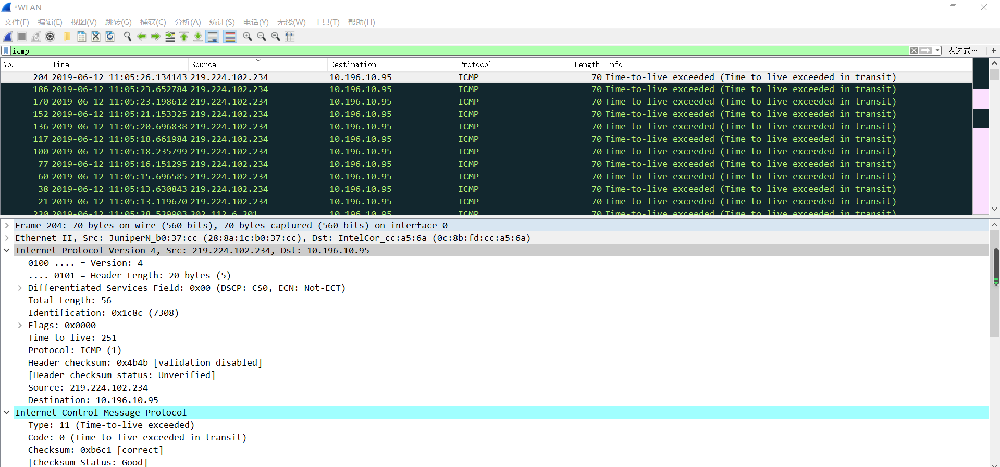 *WLAN
文件(F) 编辑(E) 视图(V) 跳转(G) 捕获(C) 分析(A) 统计(S) 电话(Y) 无线(W) 工具(T) 帮助(H)
icmp 表达式… +
No. Time Source Destination Protocol Length Info
204 2019-06-12 11:05:26.134143 219.224.102.234 10.196.10.95 ICMP 70 Time-to-live exceeded (Time to live exceeded in transit)
186 2019-06-12 11:05:23.652784 219.224.102.234 10.196.10.95 ICMP 70 Time-to-live exceeded (Time to live exceeded in transit)
170 2019-06-12 11:05:23.198612 219.224.102.234 10.196.10.95 ICMP 70 Time-to-live exceeded (Time to live exceeded in transit)
152 2019-06-12 11:05:21.153325 219.224.102.234 10.196.10.95 ICMP 70 Time-to-live exceeded (Time to live exceeded in transit)
136 2019-06-12 11:05:20.696838 219.224.102.234 10.196.10.95 ICMP 70 Time-to-live exceeded (Time to live exceeded in transit)
117 2019-06-12 11:05:18.661984 219.224.102.234 10.196.10.95 ICMP 70 Time-to-live exceeded (Time to live exceeded in transit)
100 2019-06-12 11:05:18.235799 219.224.102.234 10.196.10.95 ICMP 70 Time-to-live exceeded (Time to live exceeded in transit)
77 2019-06-12 11:05:16.151295 219.224.102.234 10.196.10.95 ICMP 70 Time-to-live exceeded (Time to live exceeded in transit)
60 2019-06-12 11:05:15.696585 219.224.102.234 10.196.10.95 ICMP 70 Time-to-live exceeded (Time to live exceeded in transit)
38 2019-06-12 11:05:13.630843 219.224.102.234 10.196.10.95 ICMP 70 Time-to-live exceeded (Time to live exceeded in transit)
21 2019-06-12 11:05:13.119670 219.224.102.234 10.196.10.95 ICMP 70 Time-to-live exceeded (Time to live exceeded in transit)
220 2019-06-12 11:05:28.529903 202.112.6.201 10.196.10.95 ICMP 70 Time-to-live exceeded (Time to live exceeded in transit)
Frame 204: 70 bytes on wire (560 bits), 70 bytes captured (560 bits) on interface 0
Ethernet II, Src: JuniperN_b0:37:cc (28:8a:1c:b0:37:cc), Dst: IntelCor_cc:a5:6a (0c:8b:fd:cc:a5:6a)
Internet Protocol Version 4, Src: 219.224.102.234, Dst: 10.196.10.95
0100 .... = Version: 4
.... 0101 = Header Length: 20 bytes (5)
Differentiated Services Field: 0x00 (DSCP: CS0, ECN: Not-ECT)
Total Length: 56
Identification: 0x1c8c (7308)
Flags: 0x0000
Time to live: 251
Protocol: ICMP (1)
Header checksum: 0x4b4b [validation disabled]
[Header checksum status: Unverified]
Source: 219.224.102.234
Destination: 10.196.10.95
Internet Control Message Protocol
Type: 11 (Time-to-live exceeded)
Code: 0 (Time to live exceeded in transit)
Checksum: 0xb6c1 [correct]
[Checksum Status: Good]